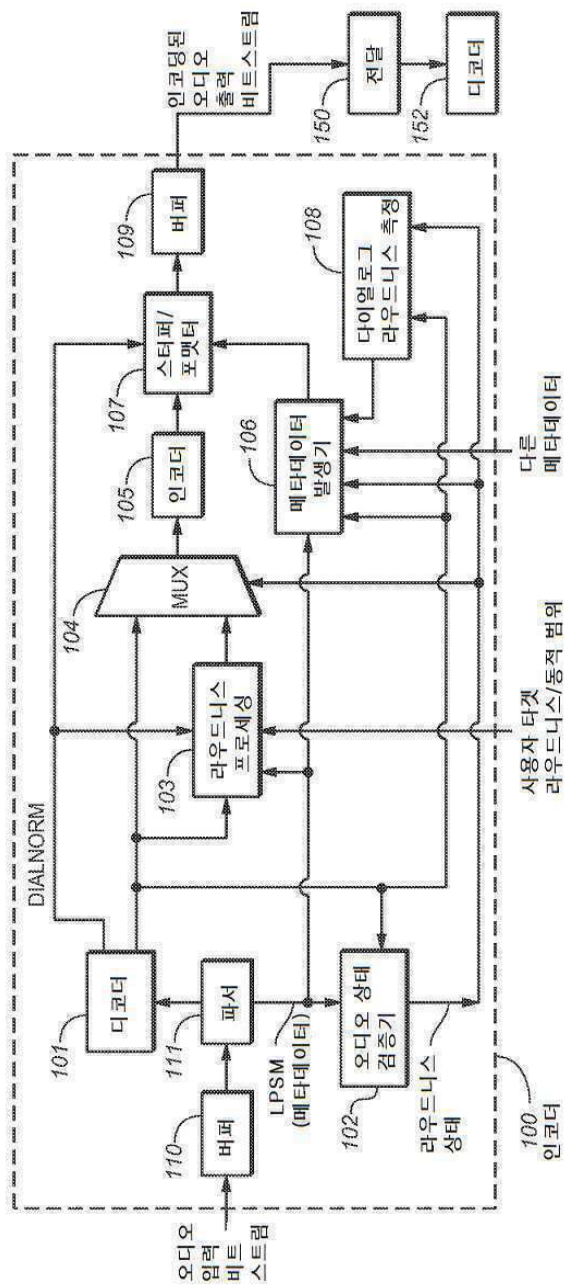 오디오
입력
비트
스트림
110
버퍼
111
파서
101
디코더
DIALNORM
LPSM
(메타데이터)
102
오디오 상태
검증기
라우드니스
상태
103
라우드니스
프로세싱
사용자 타겟
라우드니스/동적 범위
104
MUX
105
인코더
106
메타데이터
발생기
다른
메타데이터
107
스터퍼/
포맷터
108
다이얼로그
라우드니스 측정
109
버퍼
인코딩된
오디오
출력
비트스트림
150
전달
152
디코더
100
인코더